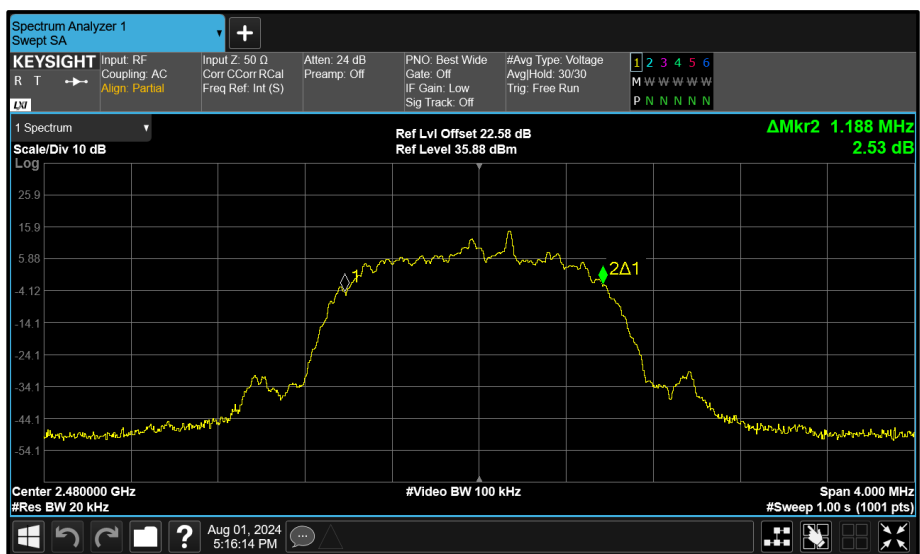 Spectrum Analyzer 1
Swept SA
+
KEYSIGHT
R T
LXI
Input: RF
Coupling: AC
Align: Partial
Input Z: 50 Ω
Corr CCorr RCal
Freq Ref: Int (S)
Atten: 24 dB
Preamp: Off
PNO: Best Wide
Gate: Off
IF Gain: Low
Sig Track: Off
#Avg Type: Voltage
Avg|Hold: 30/30
Trig: Free Run
1 2 3 4 5 6
M W W W W W
P N N N N N
1 Spectrum
Scale/Div 10 dB
Ref Lvl Offset 22.58 dB
Ref Level 35.88 dBm
ΔMkr2 1.188 MHz
2.53 dB
Log
25.9
15.9
5.88
-4.12
-14.1
-24.1
-34.1
-44.1
-54.1
1
2Δ1
Center 2.480000 GHz
#Res BW 20 kHz
#Video BW 100 kHz
Span 4.000 MHz
#Sweep 1.00 s (1001 pts)
?
Aug 01, 2024
5:16:14 PM